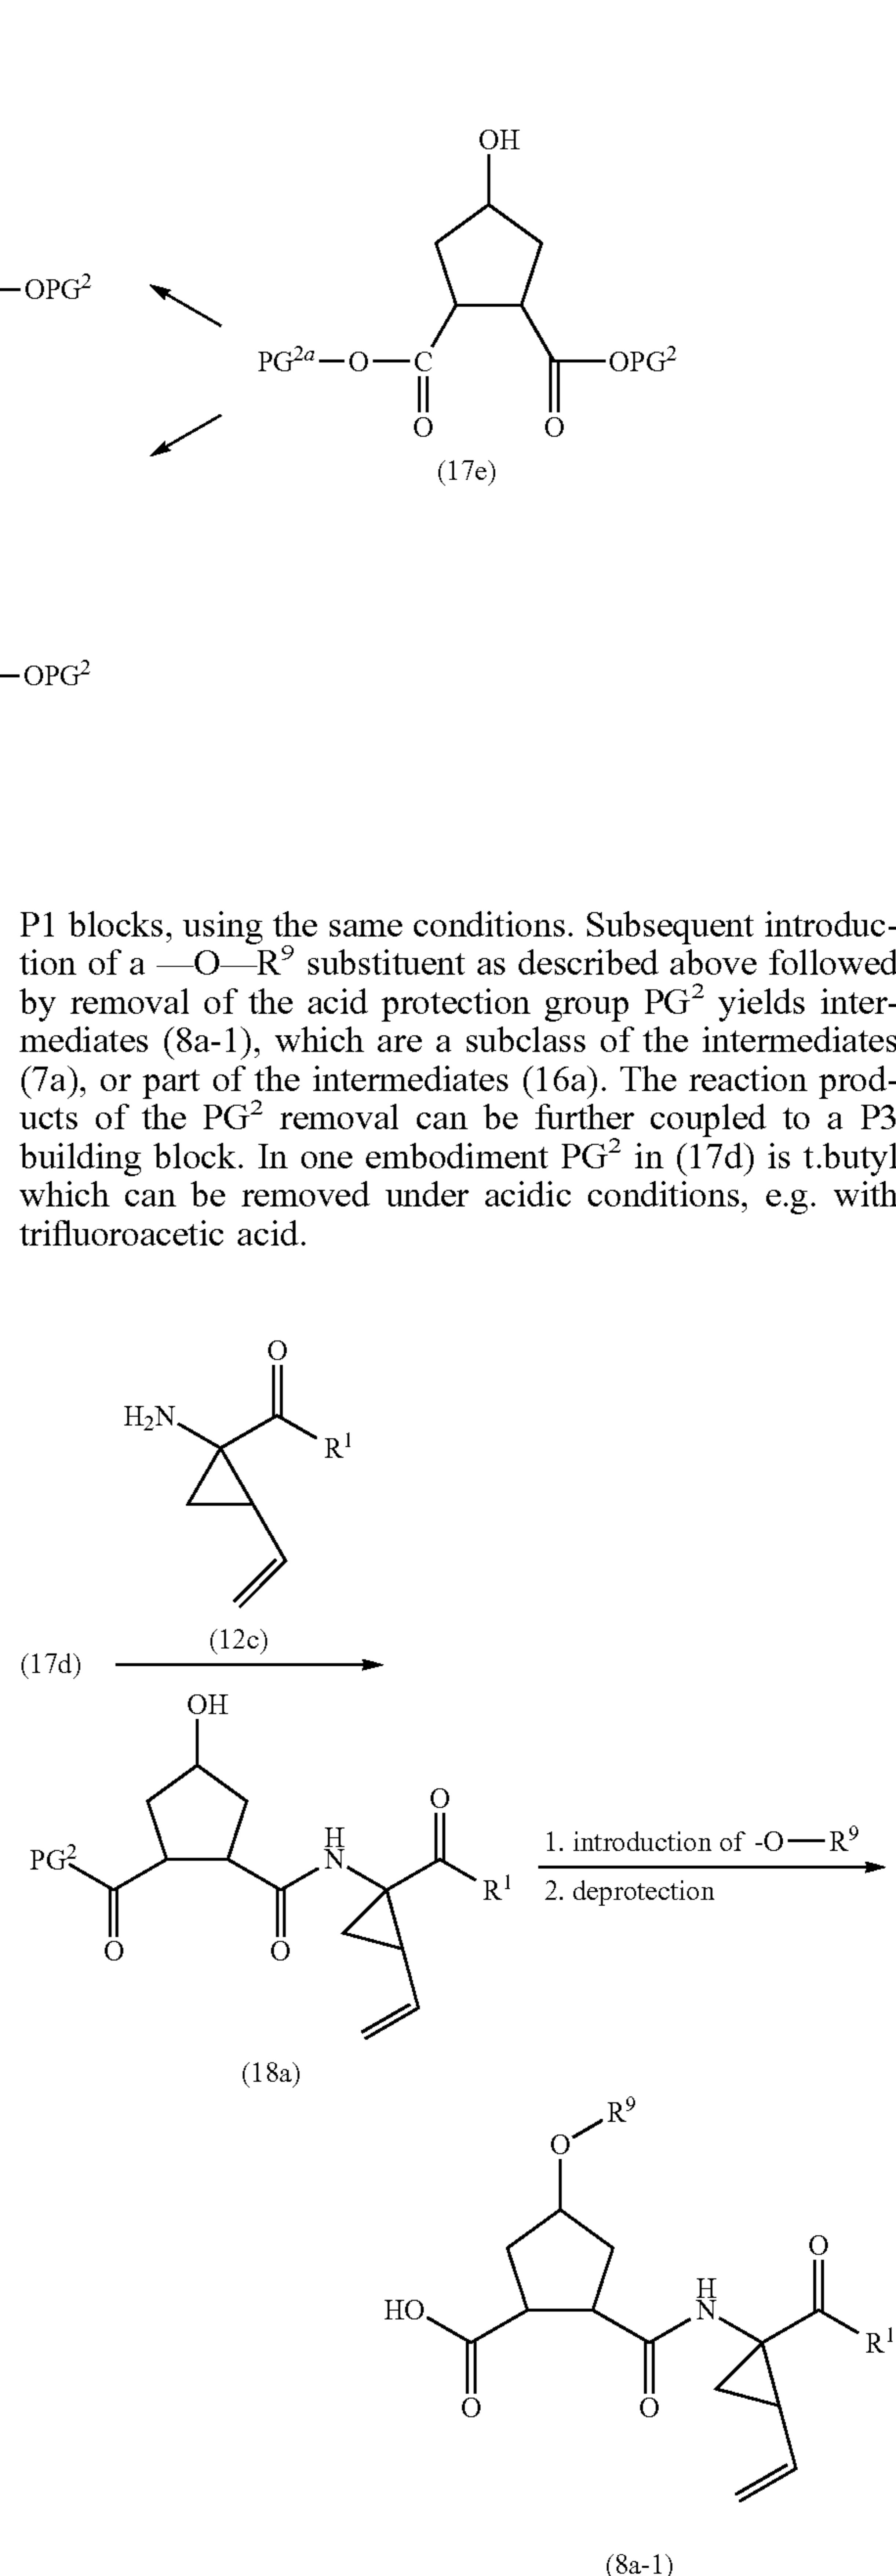 OH
—OPG²
PG²ᵃ—O—C
OPG²
O
O
(17e)
—OPG²
P1 blocks, using the same conditions. Subsequent introduc-
tion of a —O—R⁹ substituent as described above followed
by removal of the acid protection group PG² yields inter-
mediates (8a-1), which are a subclass of the intermediates
(7a), or part of the intermediates (16a). The reaction prod-
ucts of the PG² removal can be further coupled to a P3
building block. In one embodiment PG² in (17d) is t.butyl
which can be removed under acidic conditions, e.g. with
trifluoroacetic acid.
O
H₂N
R¹
(12c)
(17d)
OH
O
H
N
PG²
R¹
O
O
1. introduction of -O—R⁹
2. deprotection
(18a)
R⁹
O
O
H
N
HO
R¹
O
O
(8a-1)